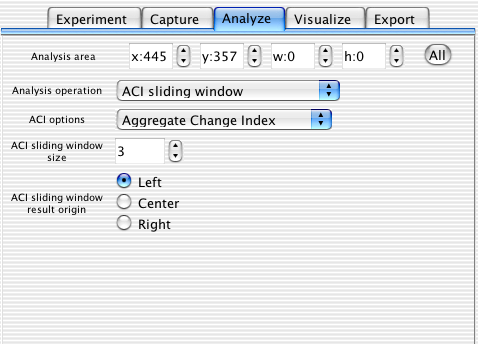 Experiment Capture Analyze Visualize Export
Analysis area x:445 y:357 w:0 h:0 All
Analysis operation ACI sliding window
ACI options Aggregate Change Index
ACI sliding window
size 3
Left
ACI sliding window
result origin
Center
Right